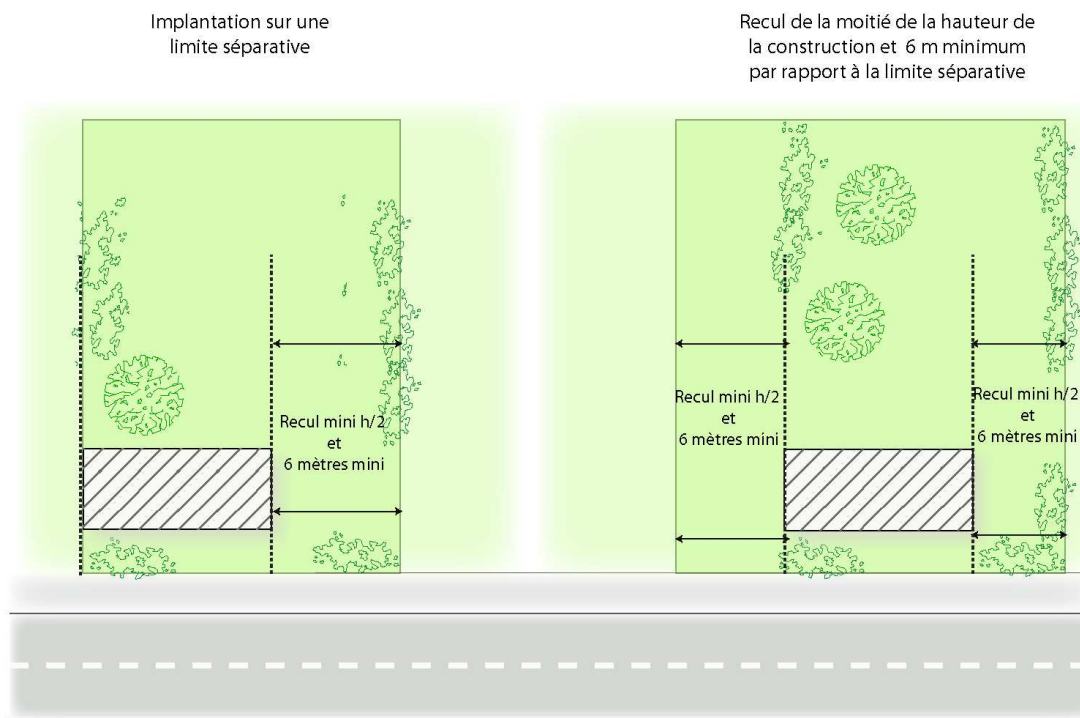 Implantation sur une
limite séparative
Recul de la moitié de la hauteur de
la construction et 6 m minimum
par rapport à la limite séparative
Recul mini h/2
et
6 mètres mini
Recul mini h/2
et
6 mètres mini
Recul mini h/2
et
6 mètres mini